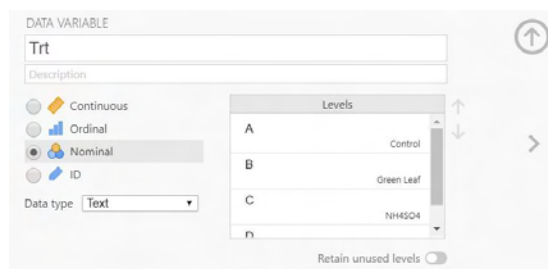 DATA VARIABLE
Trt
Description
Continuous
Ordinal
Nominal
ID
Data type Text
Levels
A
Control
B
Green Leaf
C
NH4SO4
D
Retain unused levels